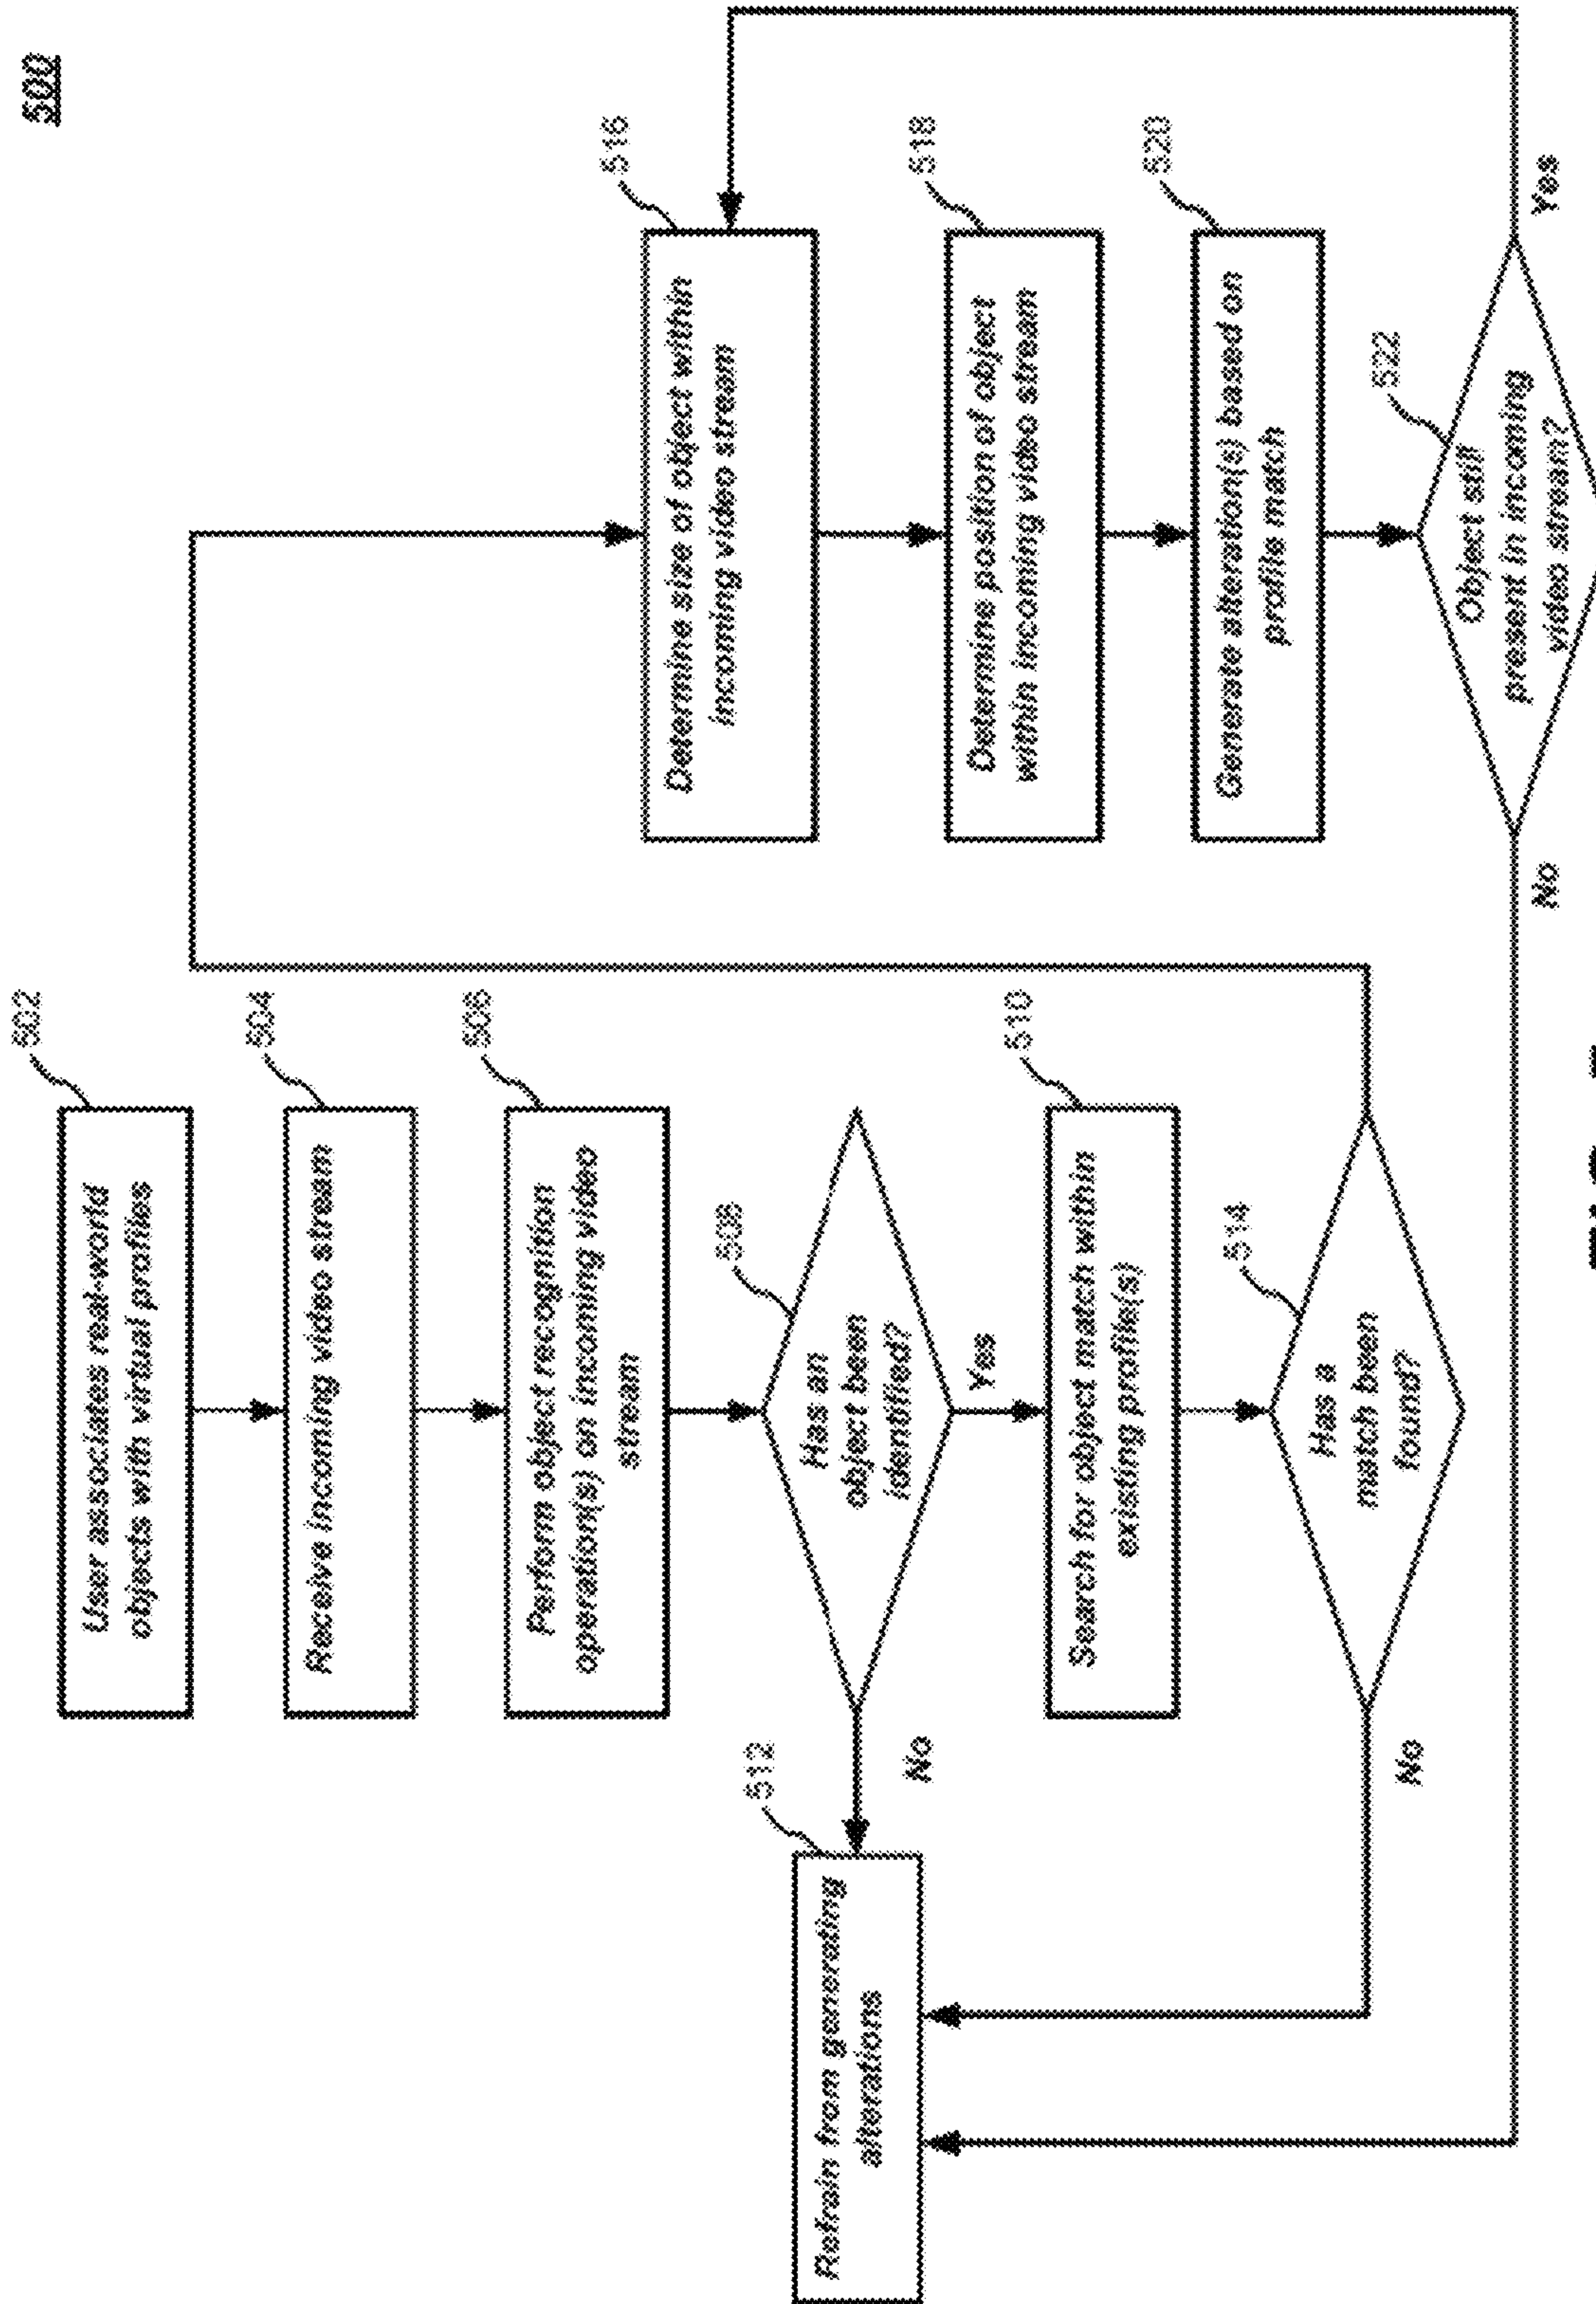 500
502
User associates real-world
objects with virtual profiles
504
Receive incoming video stream
506
Perform object recognition
operation(s) on incoming video
stream
508
Has an
object been
identified?
Yes
No
510
Search for object match within
existing profile(s)
512
Refrain from generating
alterations
514
Has a
match been
found?
No
516
Determine size of object within
incoming video stream
518
Determine position of object
within incoming video stream
520
Generate alteration(s) based on
profile match
522
Object still
present in incoming
video stream?
Yes
No